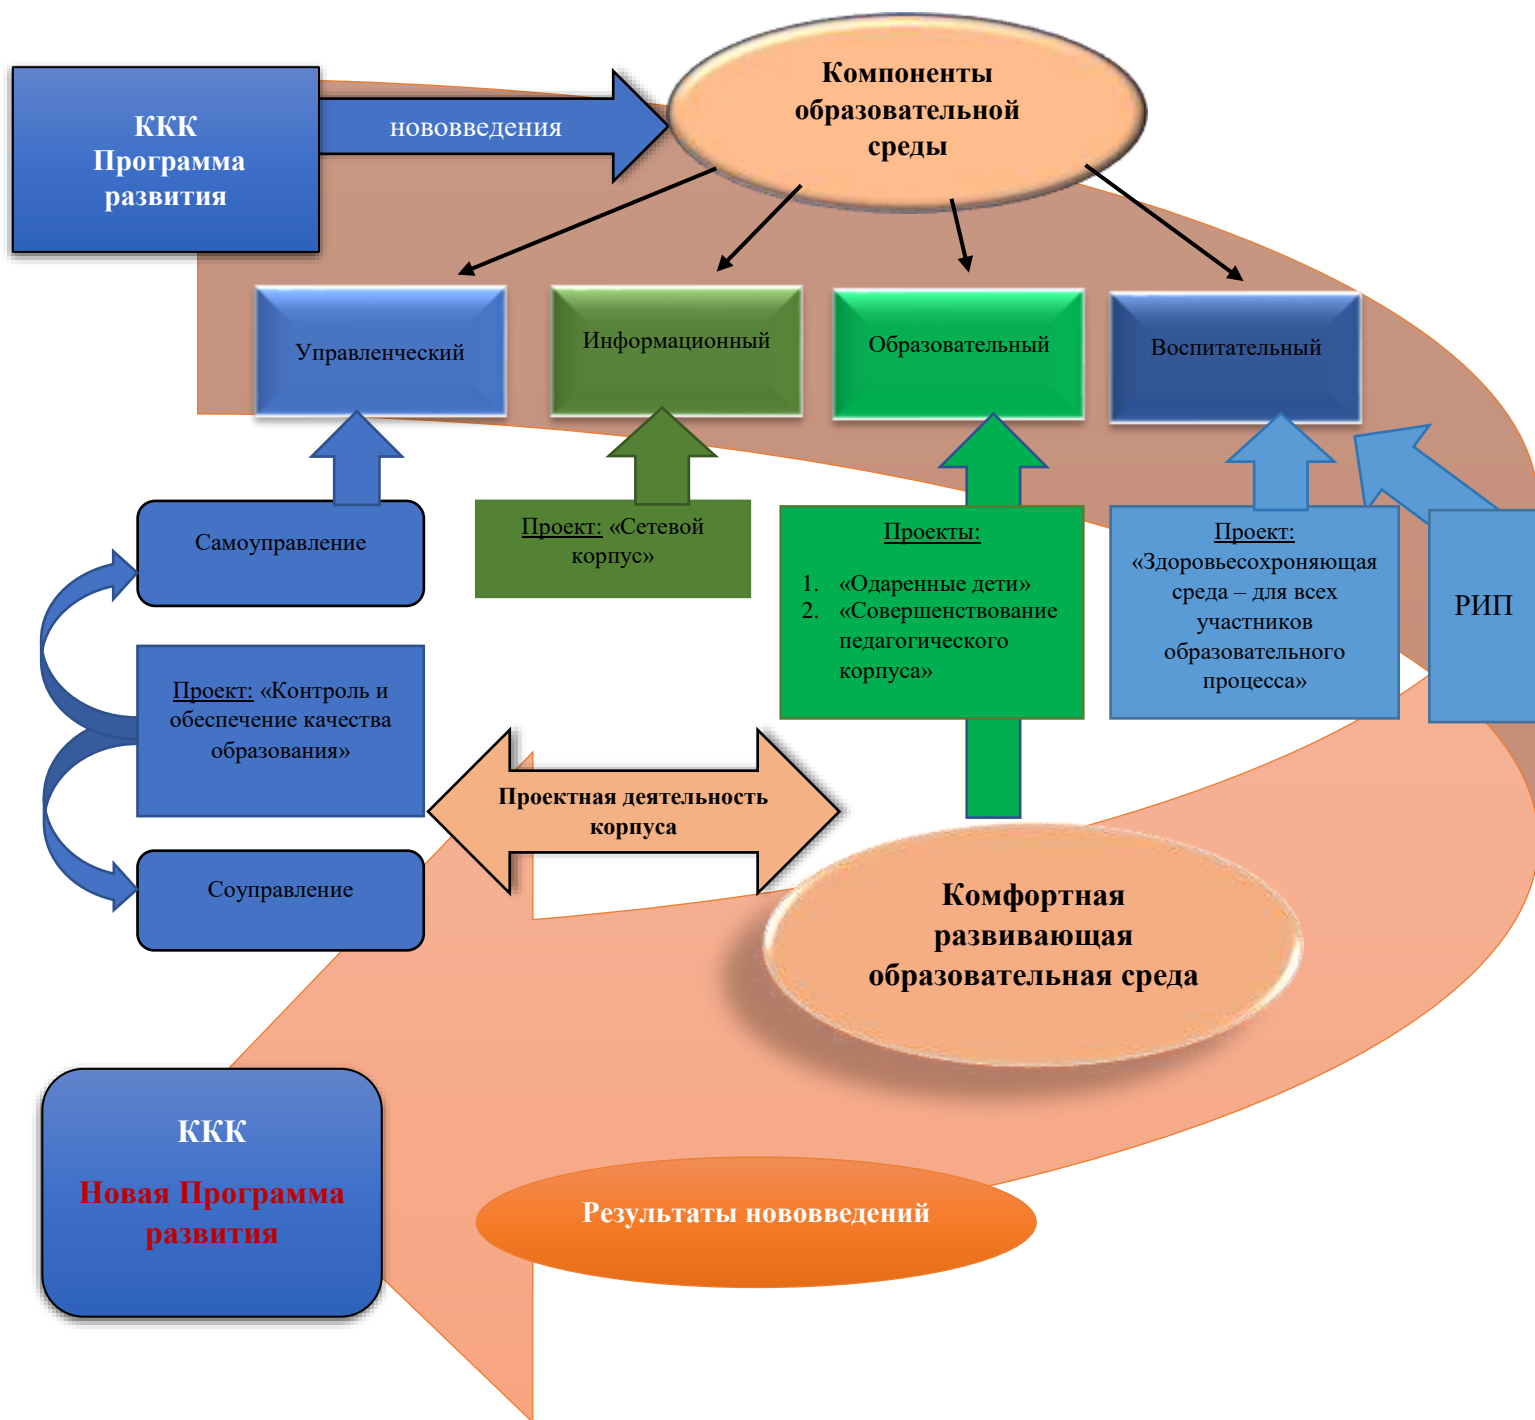 ККК
Программа
развития
нововведения
Компоненты
образовательной
среды
Управленческий
Информационный
Образовательный
Воспитательный
Самоуправление
Проект: «Сетевой
корпус»
Проекты:
1. «Одаренные дети»
2. «Совершенствование
педагогического
корпуса»
Проект:
«Здоровьесохроняющая
среда – для всех
участников
образовательного
процесса»
РИП
Проект: «Контроль и
обеспечение качества
образования»
Проектная деятельность
корпуса
Соуправление
Комфортная
развивающая
образовательная среда
ККК
Новая Программа
развития
Результаты нововведений